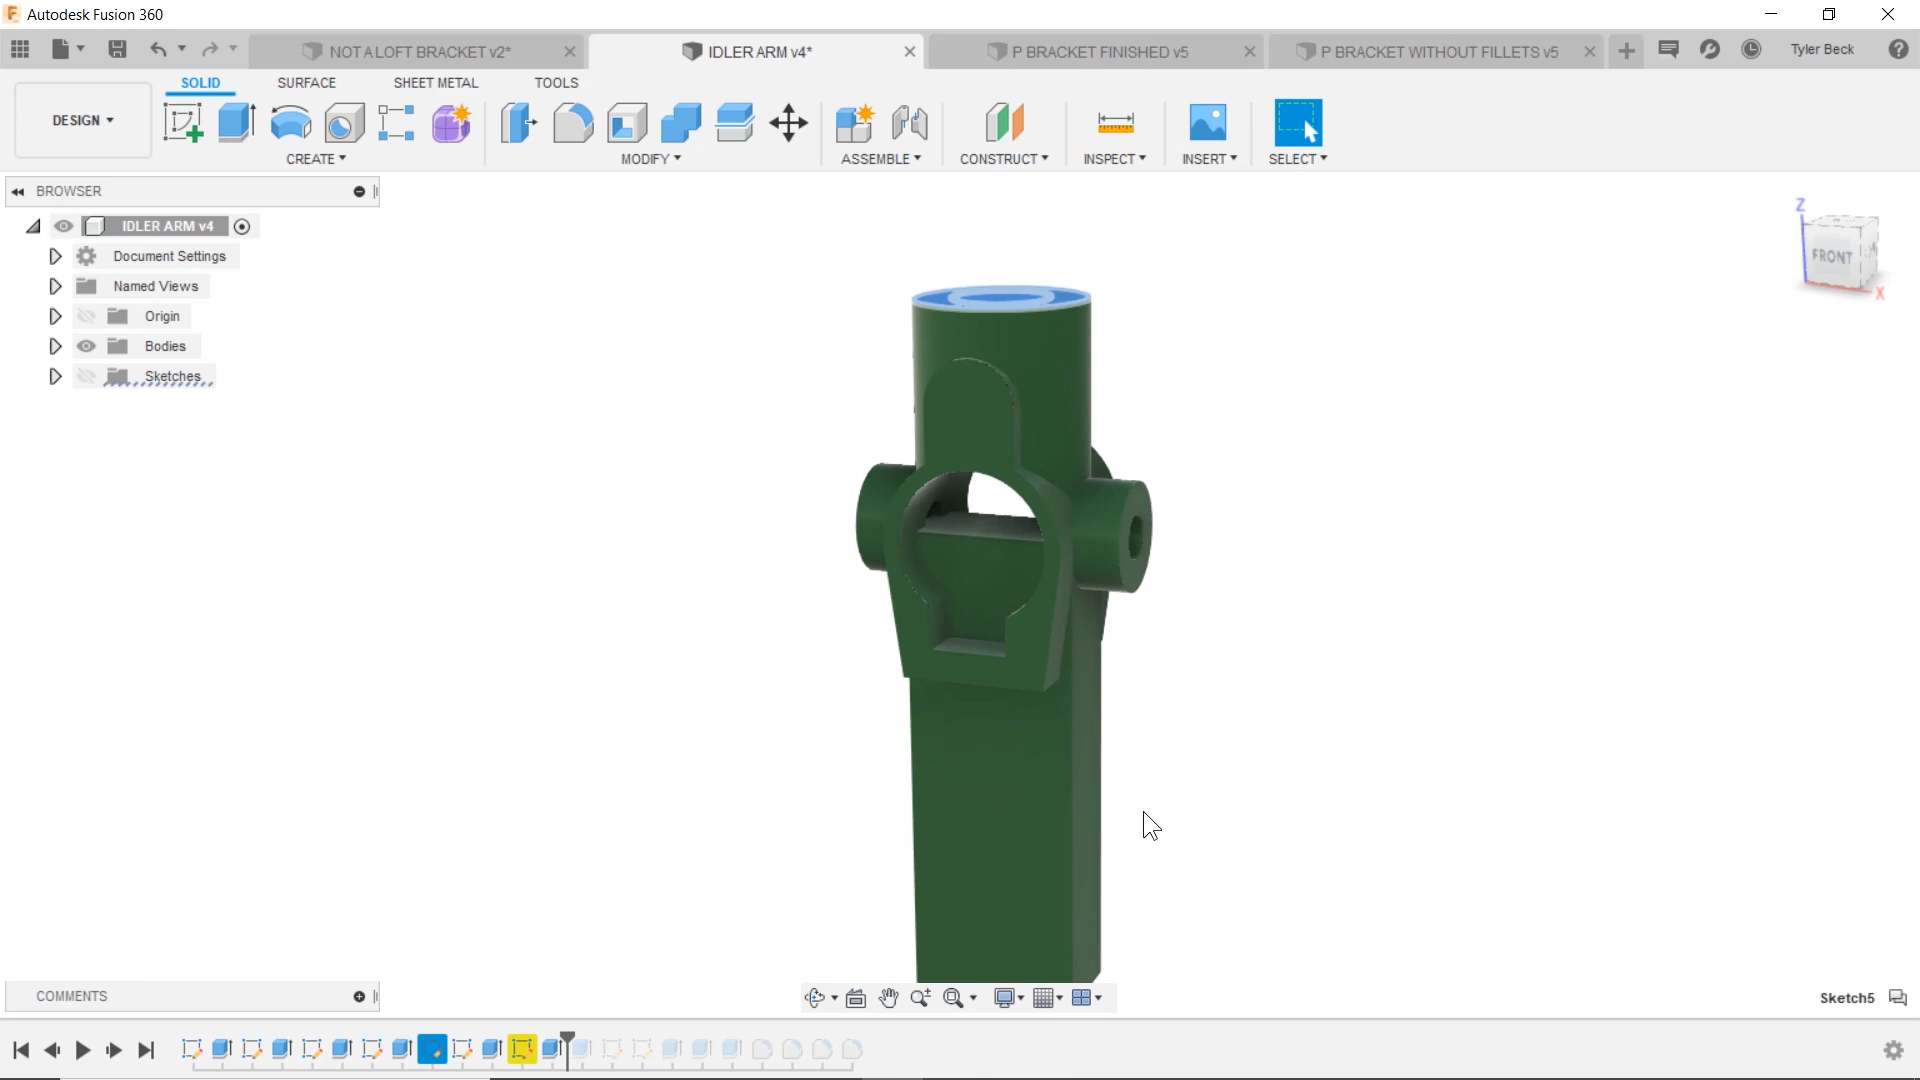 Autodesk Fusion 360
NOT A LOFT BRACKET v2*
IDLER ARM v4*
P BRACKET FINISHED v5
P BRACKET WITHOUT FILLETS v5
Tyler Beck
SOLID
SURFACE
SHEET METAL
TOOLS
DESIGN
CREATE
MODIFY
ASSEMBLE
CONSTRUCT
INSPECT
INSERT
SELECT
BROWSER
IDLER ARM v4
Document Settings
Named Views
Origin
Bodies
Sketches
Z
FRONT
X
COMMENTS
Sketch5